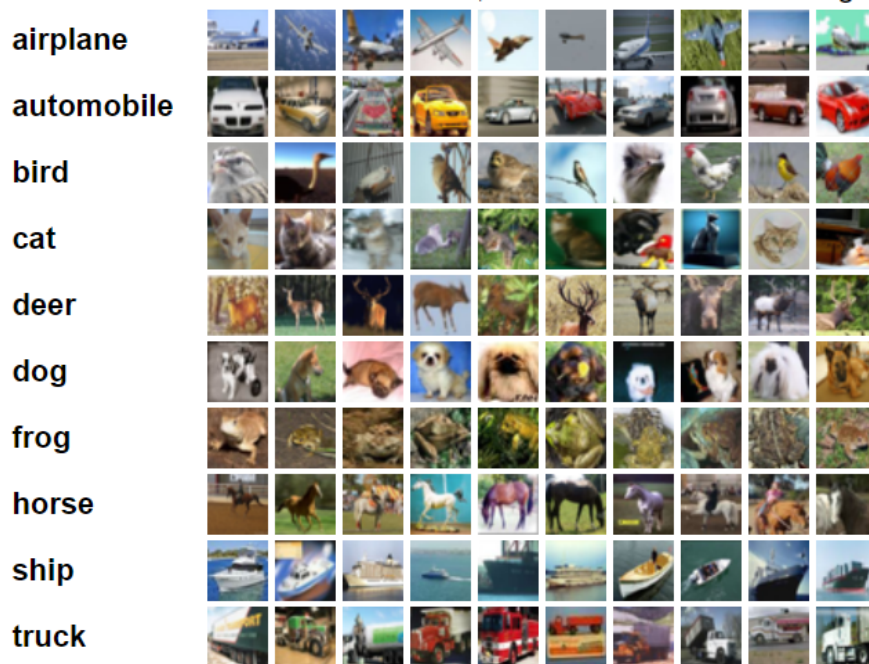 airplane
automobile
bird
cat
deer
dog
frog
horse
ship
truck